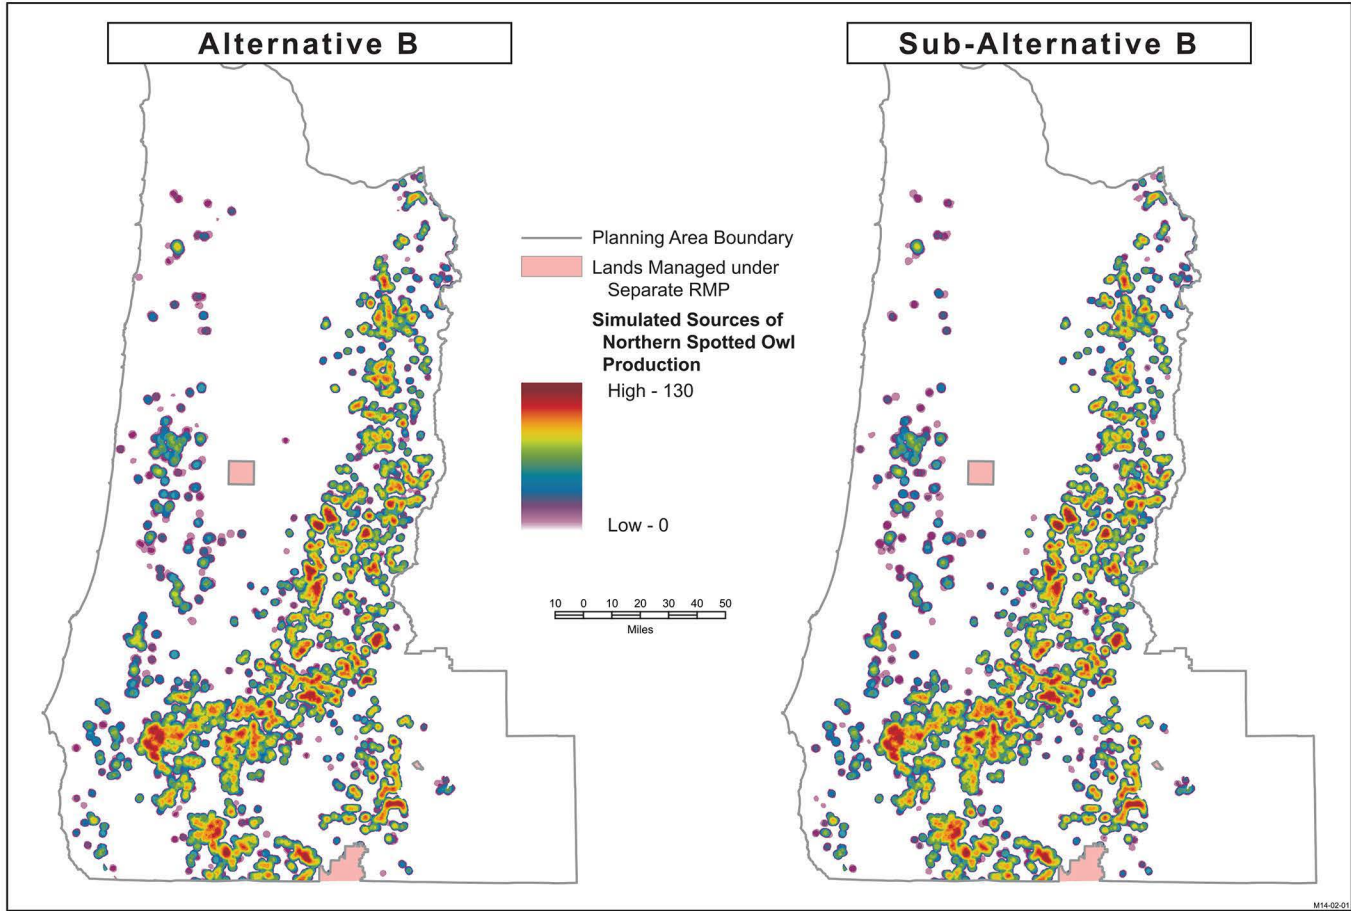 Alternative B
Sub-Alternative B
Planning Area Boundary
Lands Managed under
Separate RMP
Simulated Sources of
Northern Spotted Owl
Production
High - 130
Low - 0
10 0 10 20 30 40 50
Miles
M14-02-01